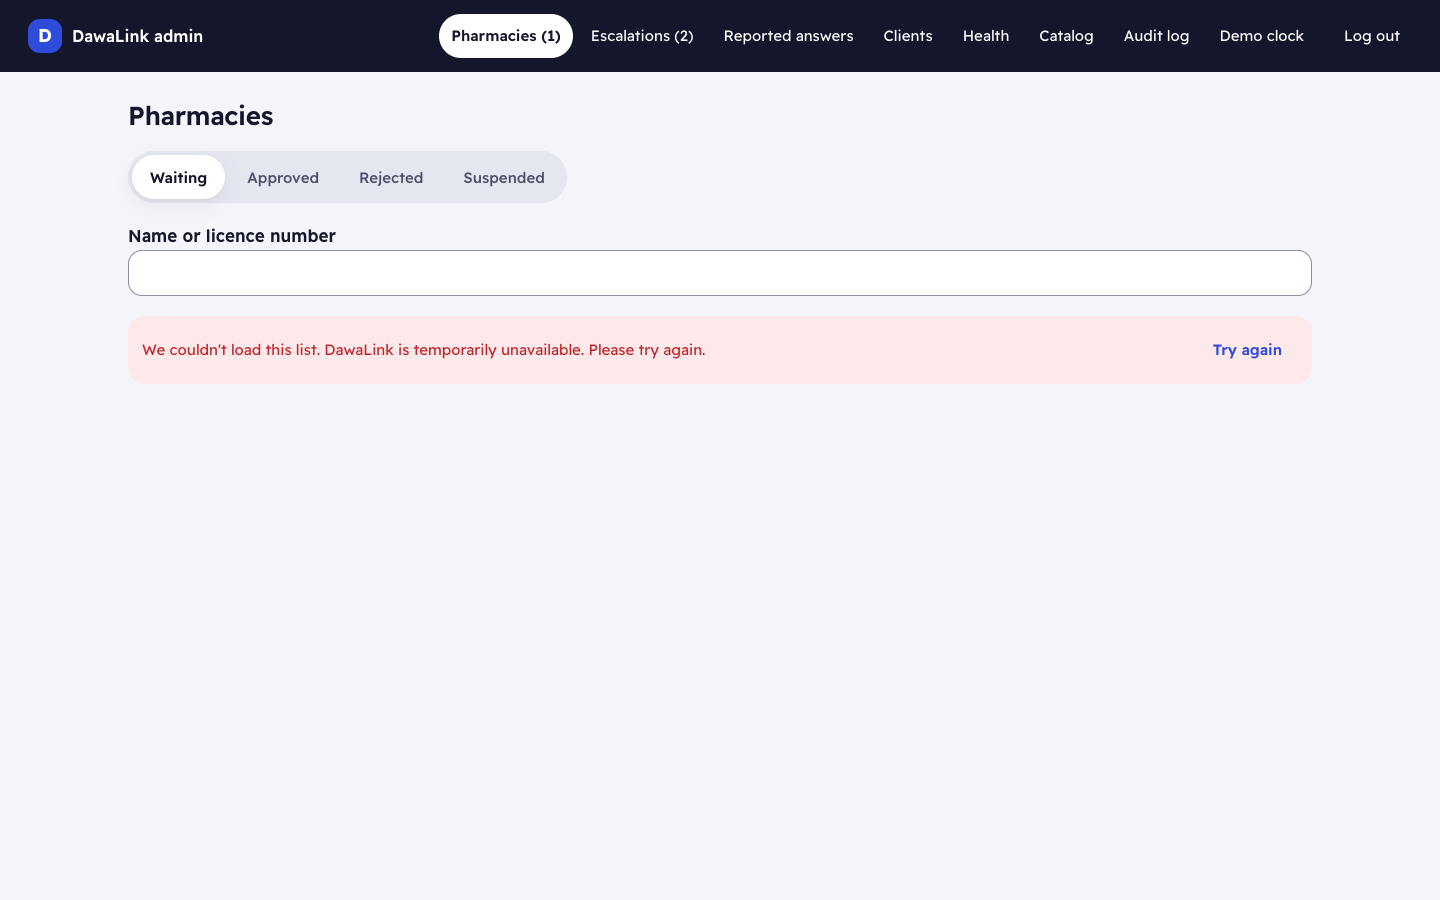 D DawaLink admin Pharmacies (1) Escalations (2) Reported answers Clients Health Catalog Audit log Demo clock Log out
Pharmacies
Waiting Approved Rejected Suspended
Name or licence number
We couldn't load this list. DawaLink is temporarily unavailable. Please try again. Try again